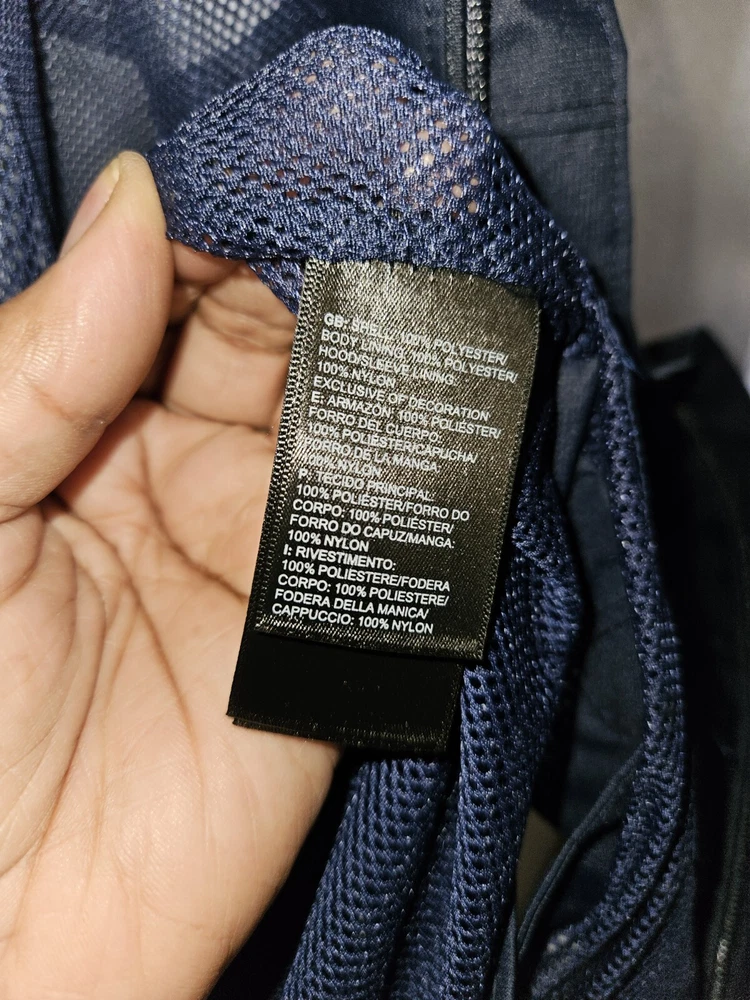 GB: SHELL: 100% POLYESTER/
BODY LINING: 100% POLYESTER/
HOOD/SLEEVE LINING:
100% NYLON
EXCLUSIVE OF DECORATION
E: ARMAZON: 100% POLIÉSTER/
FORRO DEL CUERPO:
100% POLIÉSTER/CAPUCHA/
FORRO DE LA MANGA:
100% NYLON
P: TECIDO PRINCIPAL:
100% POLIÉSTER/FORRO DO
CORPO: 100% POLIÉSTER/
FORRO DO CAPUZ/MANGA:
100% NYLON
I: RIVESTIMENTO:
100% POLIESTERE/FODERA
CORPO: 100% POLIESTERE/
FODERA DELLA MANICA/
CAPPUCCIO: 100% NYLON